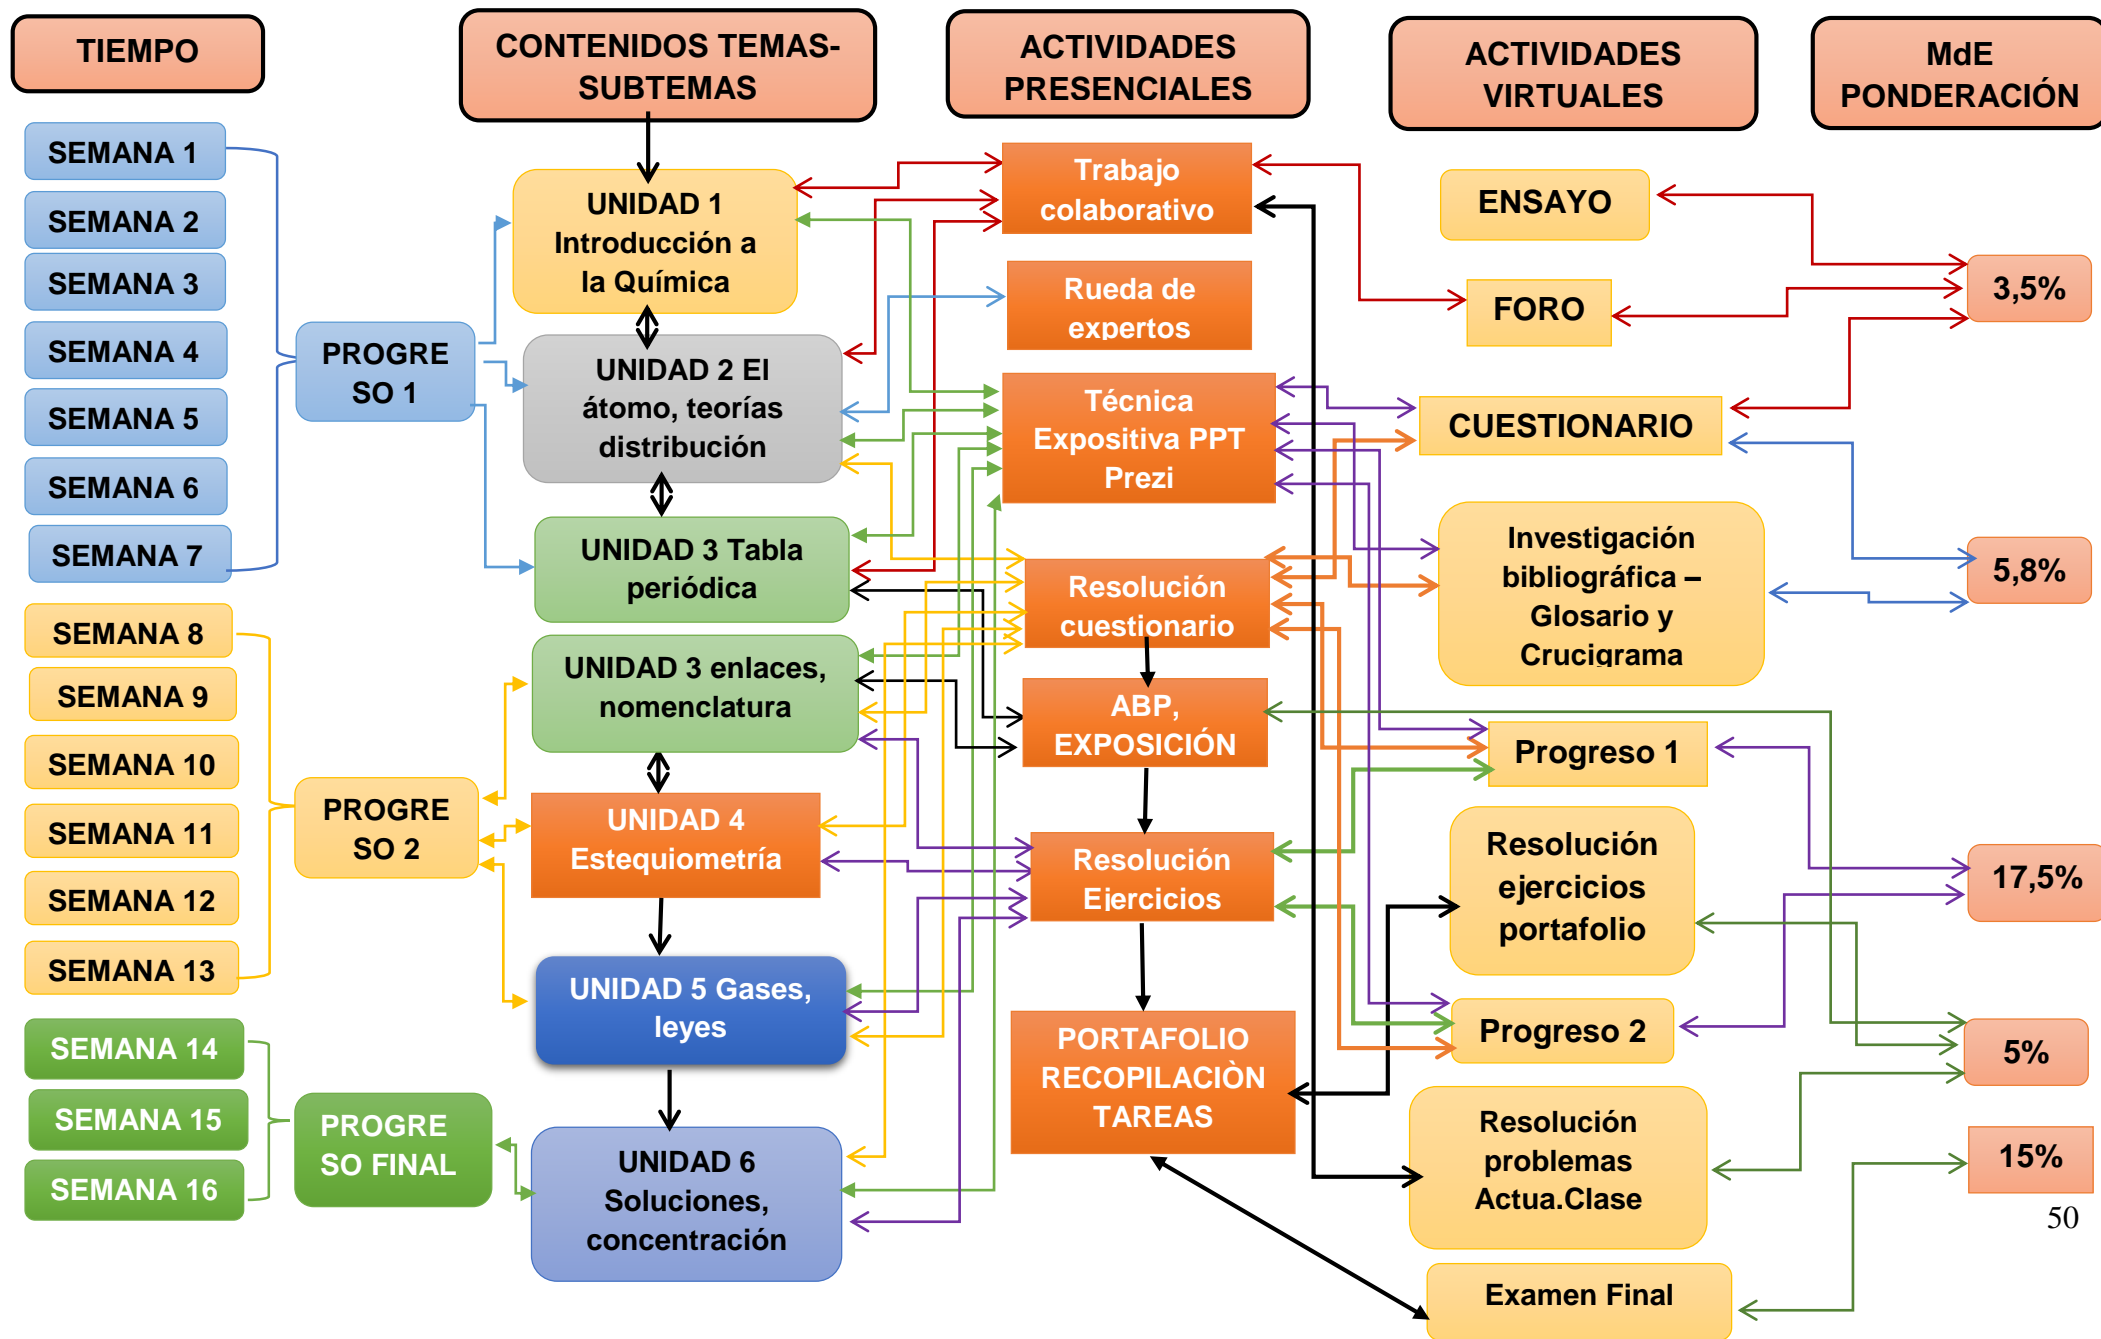 TIEMPO
CONTENIDOS TEMAS-
SUBTEMAS
ACTIVIDADES
PRESENCIALES
ACTIVIDADES
VIRTUALES
MdE
PONDERACIÓN
SEMANA 1
SEMANA 2
SEMANA 3
SEMANA 4
SEMANA 5
SEMANA 6
SEMANA 7
SEMANA 8
SEMANA 9
SEMANA 10
SEMANA 11
SEMANA 12
SEMANA 13
SEMANA 14
SEMANA 15
SEMANA 16
PROGRE
SO 1
PROGRE
SO 2
PROGRE
SO FINAL
UNIDAD 1
Introducción a
la Química
UNIDAD 2 El
átomo, teorías
distribución
UNIDAD 3 Tabla
periódica
UNIDAD 3 enlaces,
nomenclatura
UNIDAD 4
Estequiometría
UNIDAD 5 Gases,
leyes
UNIDAD 6
Soluciones,
concentración
Trabajo
colaborativo
Rueda de
expertos
Técnica
Expositiva PPT
Prezi
Resolución
cuestionario
ABP,
EXPOSICIÓN
Resolución
Ejercicios
PORTAFOLIO
RECOPILACIÒN
TAREAS
ENSAYO
FORO
CUESTIONARIO
Investigación
bibliográfica –
Glosario y
Crucigrama
Progreso 1
Resolución
ejercicios
portafolio
Progreso 2
Resolución
problemas
Actua.Clase
Examen Final
3,5%
5,8%
17,5%
5%
15%
50